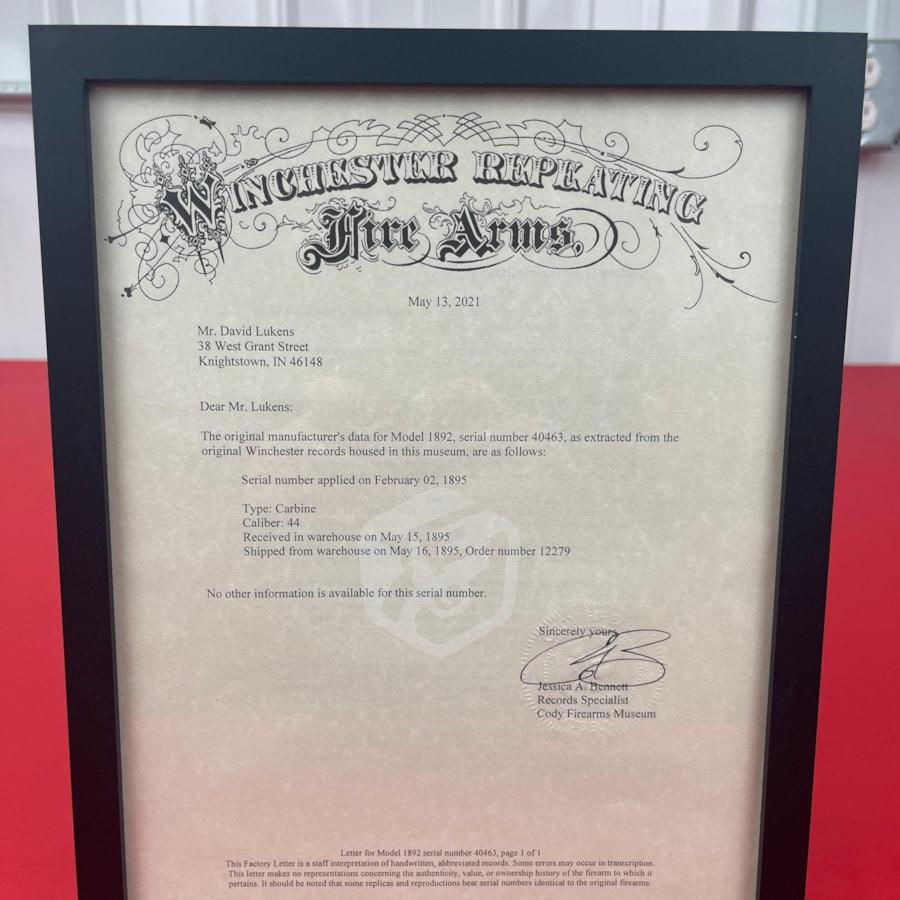 WINCHESTER REPEATING
Fire Arms.
May 13, 2021
Mr. David Lukens
38 West Grant Street
Knightstown, IN 46148
Dear Mr. Lukens:
The original manufacturer's data for Model 1892, serial number 40463, as extracted from the
original Winchester records housed in this museum, are as follows:
Serial number applied on February 02, 1895
Type: Carbine
Caliber: 44
Received in warehouse on May 15, 1895
Shipped from warehouse on May 16, 1895, Order number 12279
No other information is available for this serial number.
Sincerely yours,
Jessica A. Bennett
Records Specialist
Cody Firearms Museum
Letter for Model 1892 serial number 40463, page 1 of 1
This Factory Letter is a staff interpretation of handwritten, abbreviated records. Some errors may occur in transcription.
This letter makes no representations concerning the authenticity, value, or ownership history of the firearm to which it
pertains. It should be noted that some replicas and reproductions bear serial numbers identical to the original firearms.